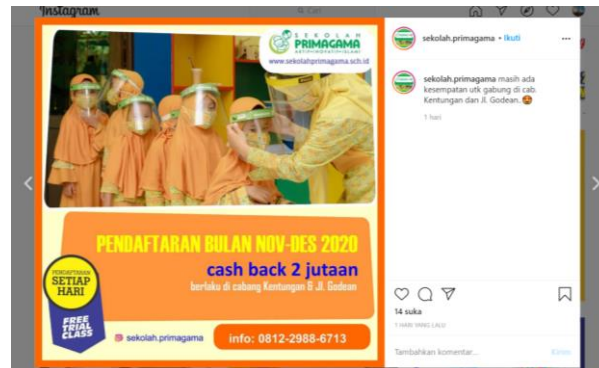 Instagram
Cari
SEKOLAH
PRIMAGAMA
www.sekolahprimagama.sch.id
PENDAFTARAN BULAN NOV-DES 2020
cash back 2 jutaan
berlaku di cabang Kentungan & Jl. Godean
PENDAFTARAN
SETIAP
HARI
FREE
TRIAL
CLASS
sekolah.primagama
info: 0812-2988-6713
sekolah.primagama • Ikuti
sekolah.primagama masih ada
kesempatan utk gabung di cab.
Kentungan dan Jl. Godean. 😍
1 hari
14 suka
1 HARI YANG LALU
Tambahkan komentar...
Kirim